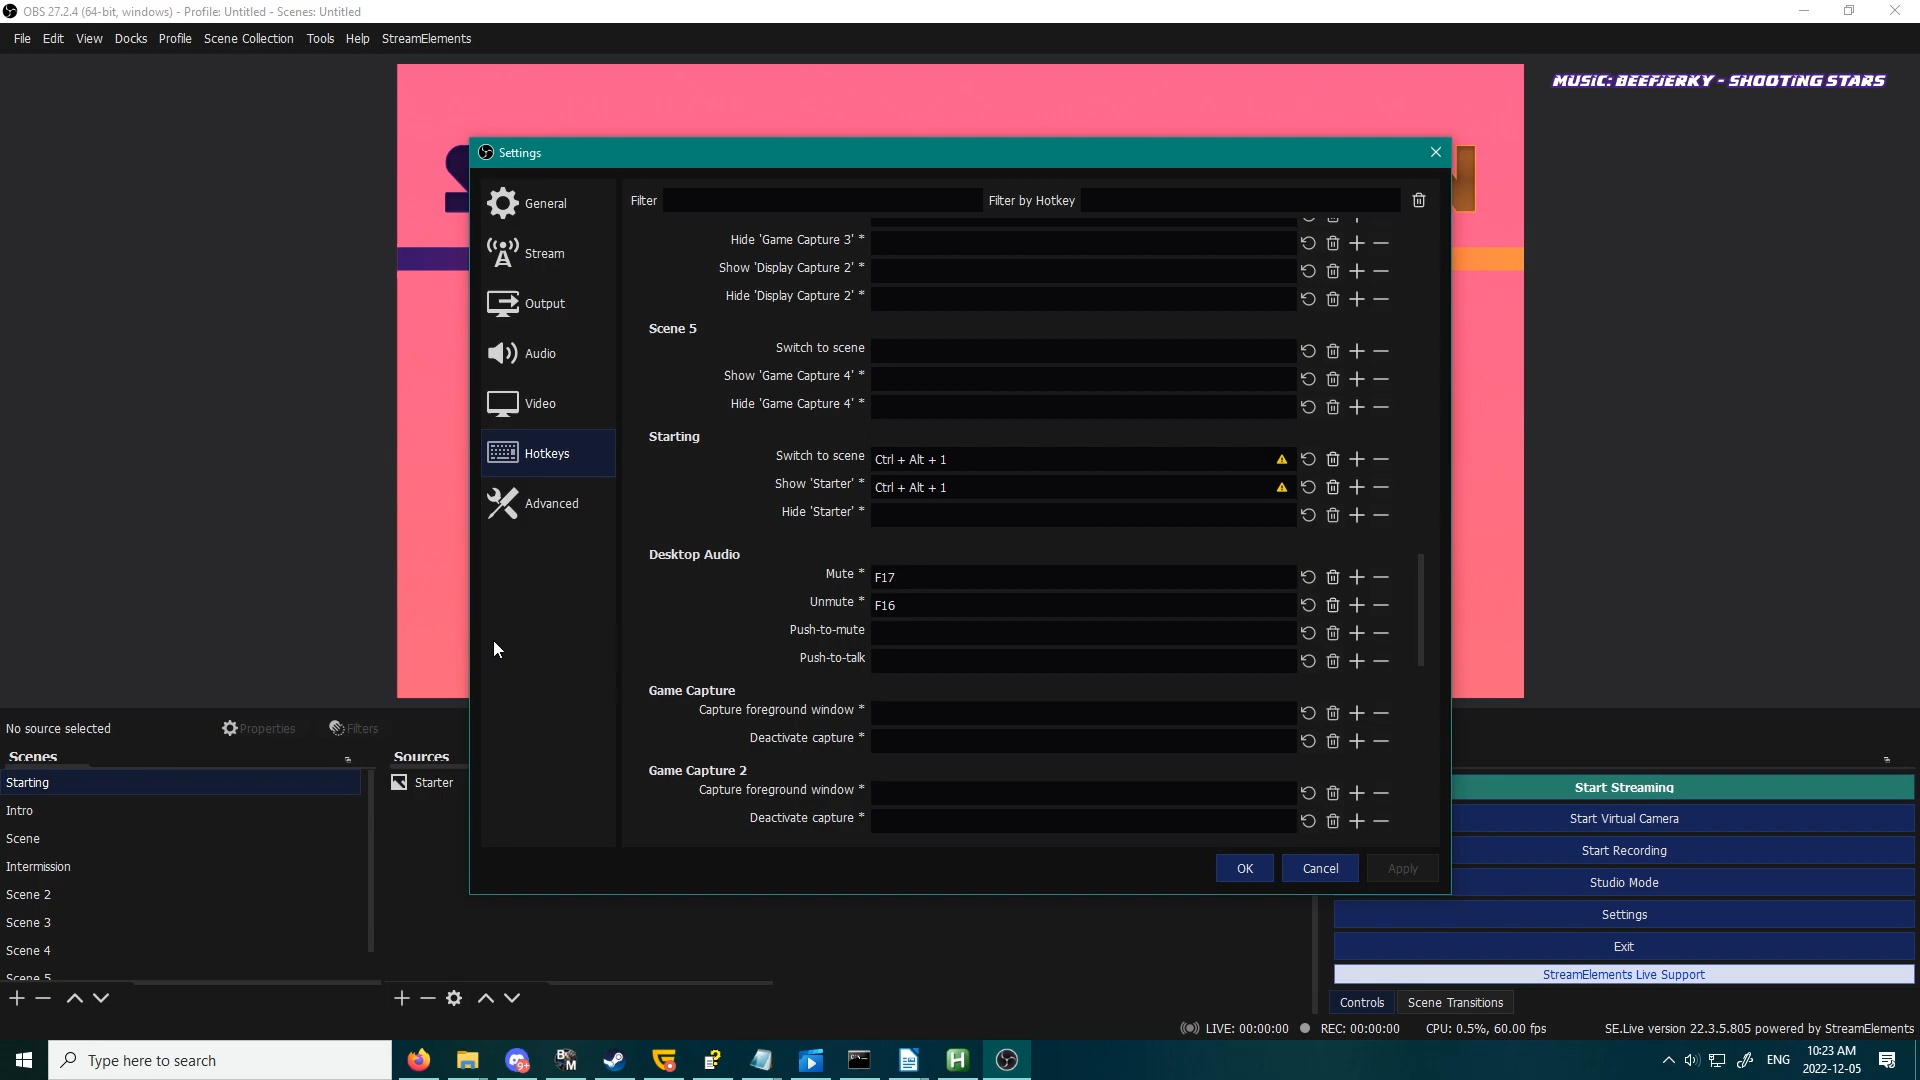 OBS 27.2.4 (64-bit, windows) - Profile: Untitled - Scenes: Untitled
File Edit View Docks Profile Scene Collection Tools Help StreamElements
MUSIC: BEEFJERKY - SHOOTING STARS
Settings
General
Stream
Output
Audio
Video
Hotkeys
Advanced
Filter
Filter by Hotkey
Hide 'Game Capture 3' *
Show 'Display Capture 2' *
Hide 'Display Capture 2' *
Scene 5
Switch to scene
Show 'Game Capture 4' *
Hide 'Game Capture 4' *
Starting
Switch to scene Ctrl + Alt + 1
Show 'Starter' * Ctrl + Alt + 1
Hide 'Starter' *
Desktop Audio
Mute * F17
Unmute * F16
Push-to-mute
Push-to-talk
Game Capture
Capture foreground window *
Deactivate capture *
Game Capture 2
Capture foreground window *
Deactivate capture *
OK Cancel Apply
No source selected Properties Filters
Scenes
Starting
Intro
Scene
Intermission
Scene 2
Scene 3
Scene 4
Scene 5
Sources
Starter
Start Streaming
Start Virtual Camera
Start Recording
Studio Mode
Settings
Exit
StreamElements Live Support
Controls Scene Transitions
LIVE: 00:00:00 REC: 00:00:00 CPU: 0.5%, 60.00 fps SE.Live version 22.3.5.805 powered by StreamElements
Type here to search
9+
ENG
10:23 AM
2022-12-05